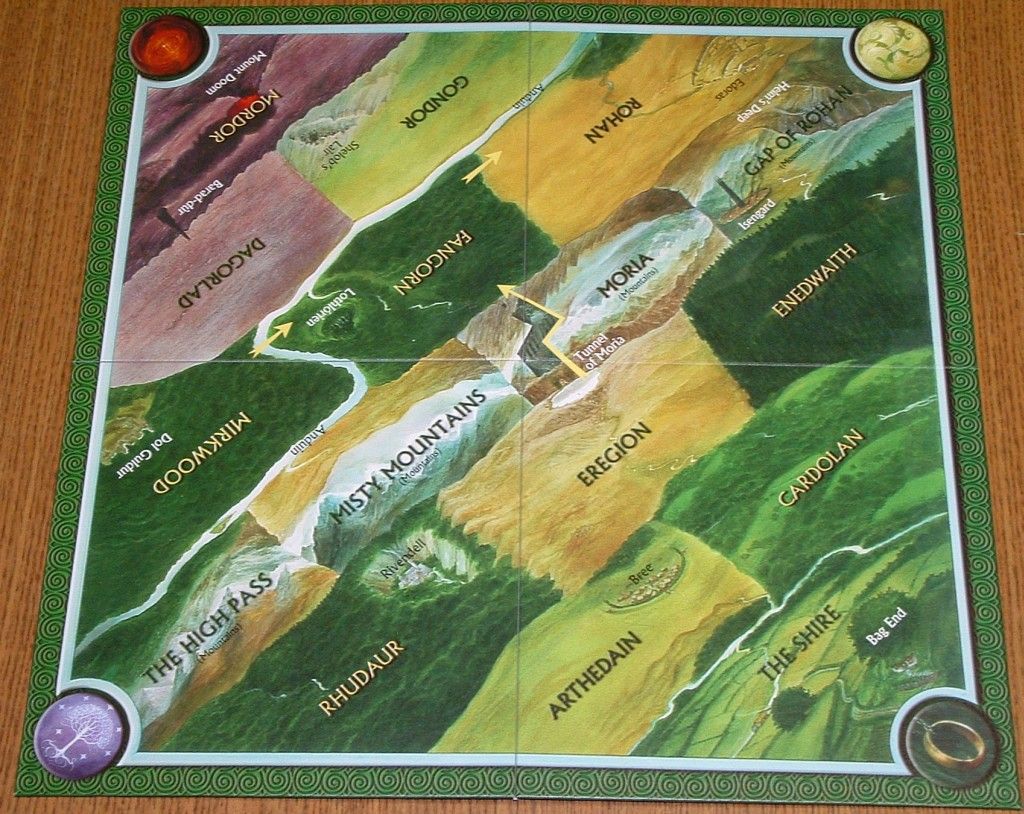 Mount Doom
MORDOR
Barad-dûr
GONDOR
Shelob's
Lair
Anduin
ROHAN
Edoras
Helm's Deep
GAP OF ROHAN
(Mountains)
Isengard
DAGORLAD
FANGORN
Lothlórien
MORIA
(Mountains)
Tunnel
of Moria
ENEDWAITH
MIRKWOOD
Dol Guldur
Anduin
MISTY MOUNTAINS
(Mountains)
EREGION
CARDOLAN
THE HIGH PASS
(Mountains)
Rivendell
RHUDAUR
Bree
ARTHEDAIN
THE SHIRE
Bag End